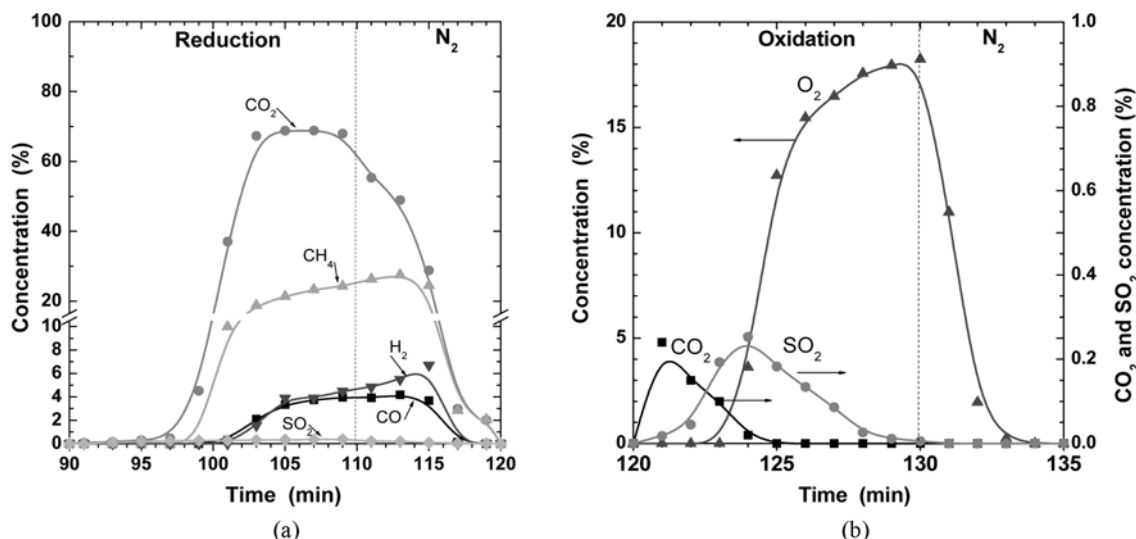 Reduction
N2
CO2
CH4
H2
SO2
CO
Concentration (%)
100
80
60
40
20
10
8
6
4
2
0
90
95
100
105
110
115
120
Time (min)
(a)
Oxidation
N2
O2
CO2
SO2
Concentration (%)
20
15
10
5
0
CO2 and SO2 concentration (%)
1.0
0.8
0.6
0.4
0.2
0.0
120
125
130
135
Time (min)
(b)